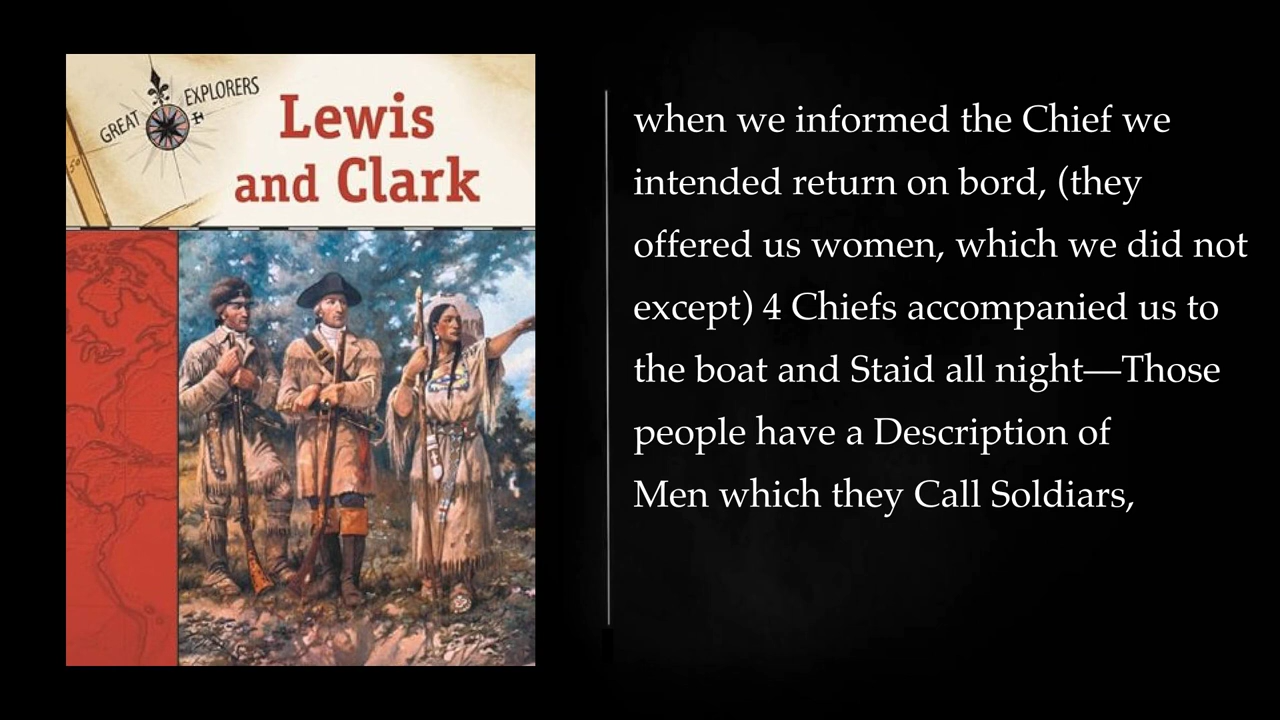 GREAT EXPLORERS
Lewis
and Clark
50
when we informed the Chief we
intended return on bord, (they
offered us women, which we did not
except) 4 Chiefs accompanied us to
the boat and Staid all night—Those
people have a Description of
Men which they Call Soldiars,